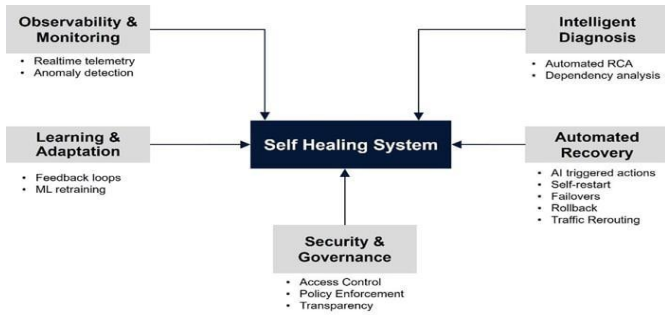 Observability &
Monitoring
• Realtime telemetry
• Anomaly detection
Intelligent
Diagnosis
• Automated RCA
• Dependency analysis
Learning &
Adaptation
• Feedback loops
• ML retraining
Self Healing System
Automated
Recovery
• AI triggered actions
• Self-restart
• Failovers
• Rollback
• Traffic Rerouting
Security &
Governance
• Access Control
• Policy Enforcement
• Transparency